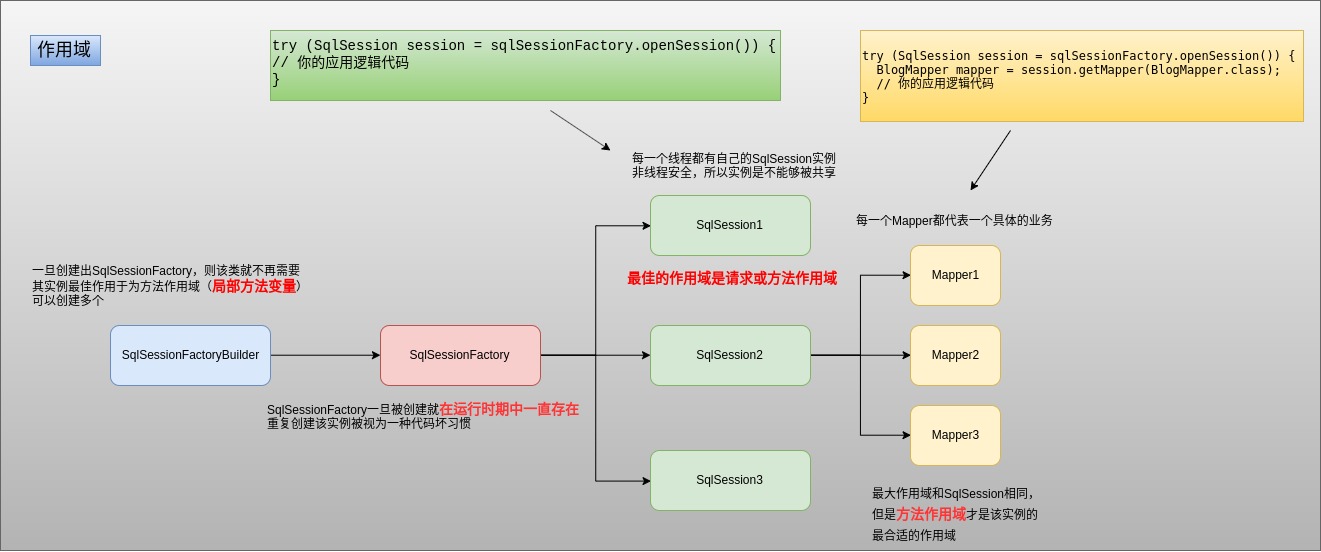 作用域
try (SqlSession session = sqlSessionFactory.openSession()) {
// 你的应用逻辑代码
}
try (SqlSession session = sqlSessionFactory.openSession()) {
  BlogMapper mapper = session.getMapper(BlogMapper.class);
  // 你的应用逻辑代码
}
每一个线程都有自己的SqlSession实例
非线程安全，所以实例是不能够被共享
SqlSession1
最佳的作用域是请求或方法作用域
每一个Mapper都代表一个具体的业务
一旦创建出SqlSessionFactory，则该类就不再需要
其实例最佳作用于为方法作用域（局部方法变量）
可以创建多个
SqlSessionFactoryBuilder
SqlSessionFactory
SqlSession2
Mapper1
Mapper2
Mapper3
SqlSessionFactory一旦被创建就在运行时期中一直存在
重复创建该实例被视为一种代码坏习惯
SqlSession3
最大作用域和SqlSession相同，
但是方法作用域才是该实例的
最合适的作用域